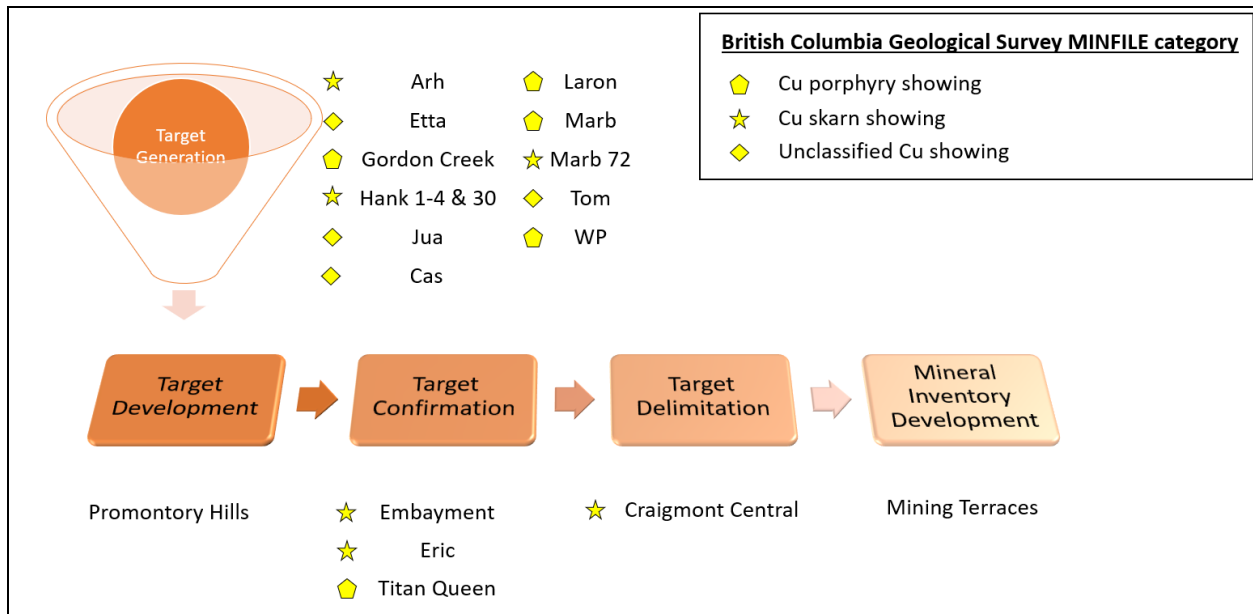 British Columbia Geological Survey MINFILE category
Cu porphyry showing
Cu skarn showing
Unclassified Cu showing
Target
Generation
Arh
Etta
Gordon Creek
Hank 1-4 & 30
Jua
Cas
Laron
Marb
Marb 72
Tom
WP
Target
Development
Target
Confirmation
Target
Delimitation
Mineral
Inventory
Development
Promontory Hills
Embayment
Eric
Titan Queen
Craigmont Central
Mining Terraces